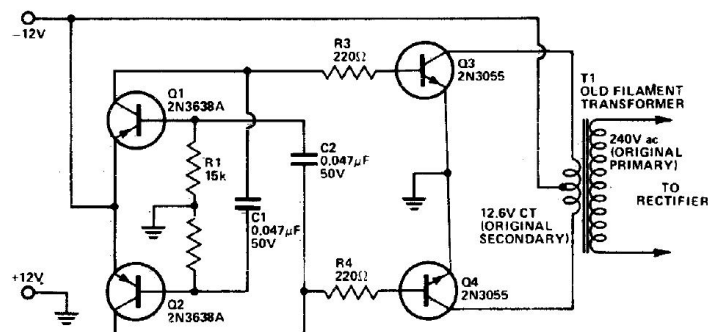 −12V
R3
220Ω
Q3
2N3055
T1
OLD FILAMENT
TRANSFORMER
Q1
2N3638A
R1
15k
C2
0.047µF
50V
240V ac
(ORIGINAL
PRIMARY)
TO
RECTIFIER
C1
0.047µF
50V
12.6V CT
(ORIGINAL
SECONDARY)
R4
220Ω
+12V
Q2
2N3638A
Q4
2N3055